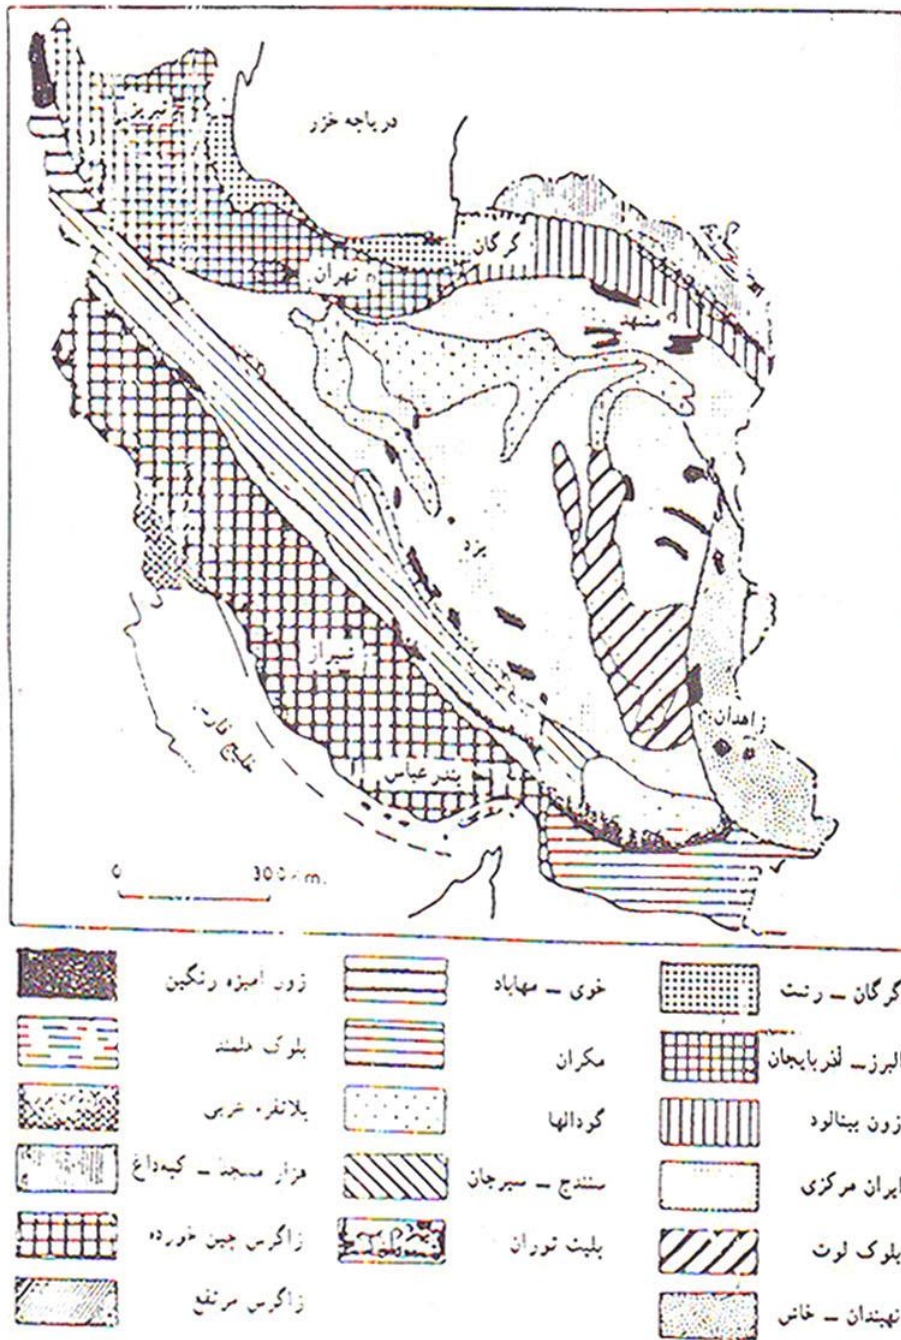 تبریز
دریاچه خزر
گرگان
تهران
مشهد
یزد
شیراز
زاهدان
خلیج فارس
بندر عباس
0 300 km.
گرگان – رشت
البرز – آذربایجان
زون بینالود
ایران مرکزی
بلوک لوت
نهبندان – خاش
خوی – مهاباد
مکران
گودالها
سنندج – سیرجان
پلیت توران
زون آمیزه رنگین
بلوک هلمند
پلاتفرم عربی
هزار مسجد – کپه‌داغ
زاگرس چین خورده
زاگرس مرتفع